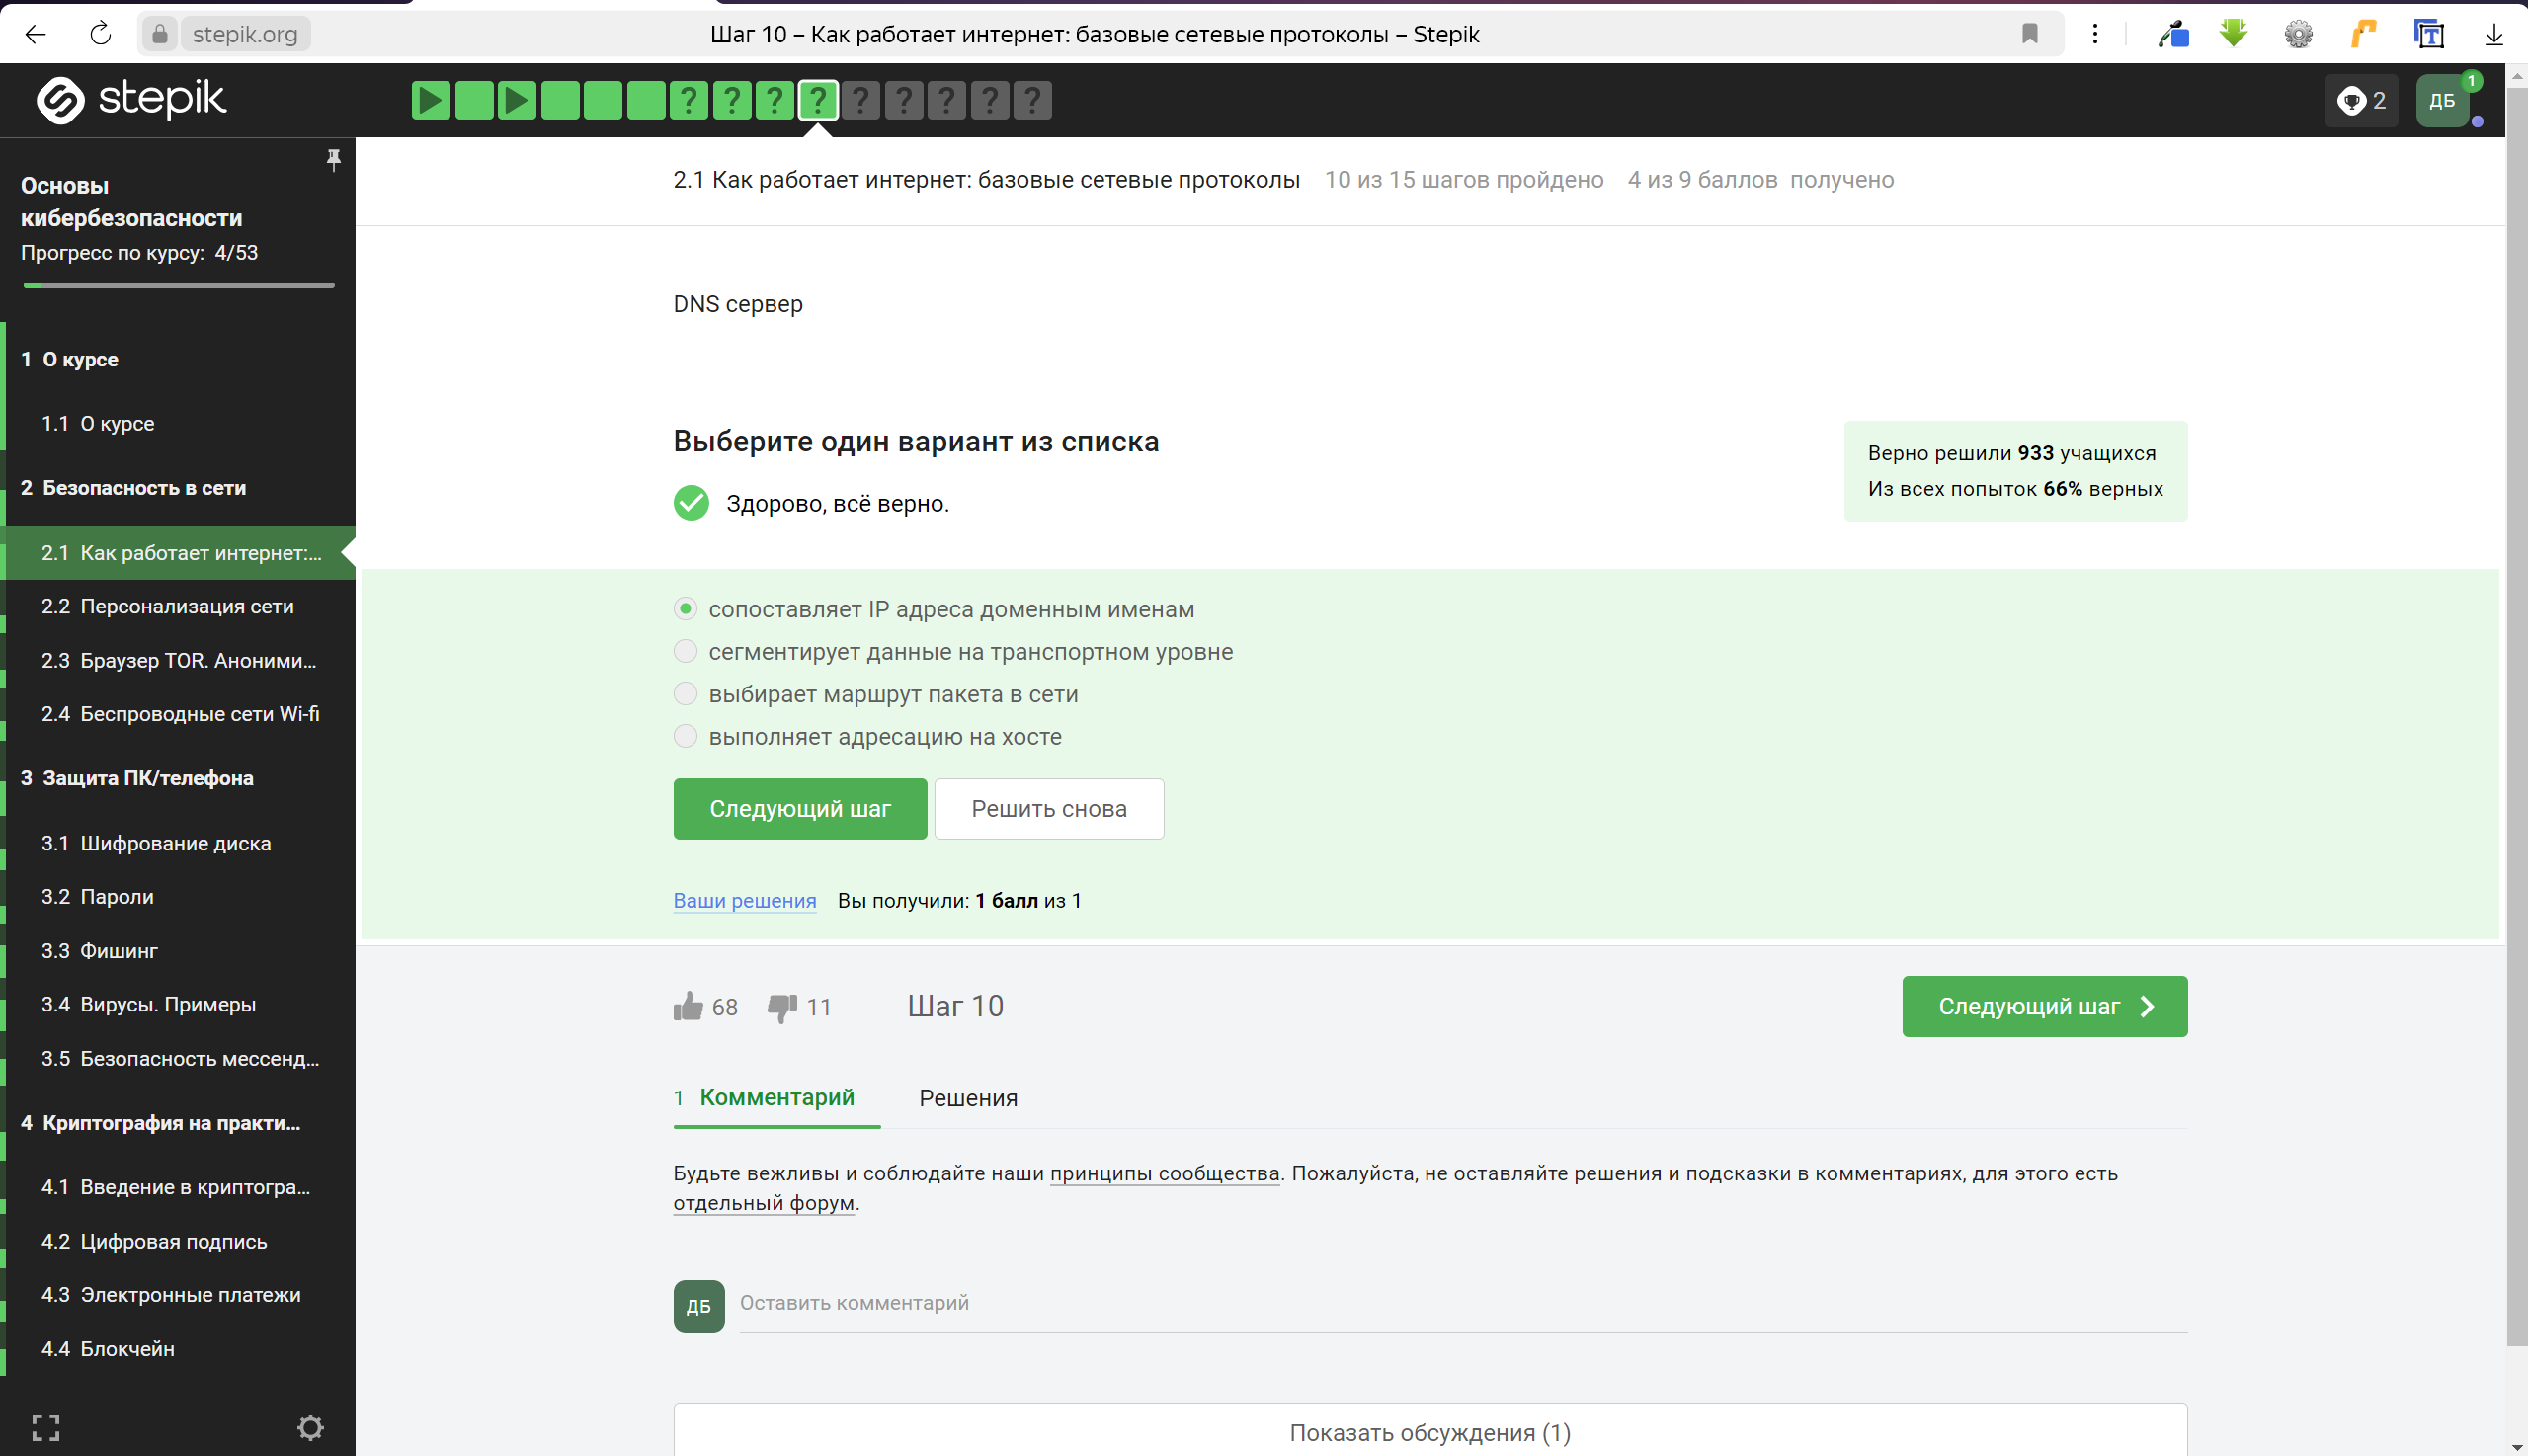 stepik.org
Шаг 10 – Как работает интернет: базовые сетевые протоколы – Stepik
stepik
? ? ? ? ? ? ? ? ?
2
ДБ
1
Основы
кибербезопасности
Прогресс по курсу: 4/53
1 О курсе
1.1 О курсе
2 Безопасность в сети
2.1 Как работает интернет:...
2.2 Персонализация сети
2.3 Браузер TOR. Аноними...
2.4 Беспроводные сети Wi-fi
3 Защита ПК/телефона
3.1 Шифрование диска
3.2 Пароли
3.3 Фишинг
3.4 Вирусы. Примеры
3.5 Безопасность мессенд...
4 Криптография на практи...
4.1 Введение в криптогра...
4.2 Цифровая подпись
4.3 Электронные платежи
4.4 Блокчейн
2.1 Как работает интернет: базовые сетевые протоколы 10 из 15 шагов пройдено 4 из 9 баллов получено
DNS сервер
Выберите один вариант из списка
Здорово, всё верно.
Верно решили 933 учащихся
Из всех попыток 66% верных
сопоставляет IP адреса доменным именам
сегментирует данные на транспортном уровне
выбирает маршрут пакета в сети
выполняет адресацию на хосте
Следующий шаг Решить снова
Ваши решения Вы получили: 1 балл из 1
68 11 Шаг 10 Следующий шаг
1 Комментарий Решения
Будьте вежливы и соблюдайте наши принципы сообщества. Пожалуйста, не оставляйте решения и подсказки в комментариях, для этого есть
отдельный форум.
ДБ Оставить комментарий
Показать обсуждения (1)